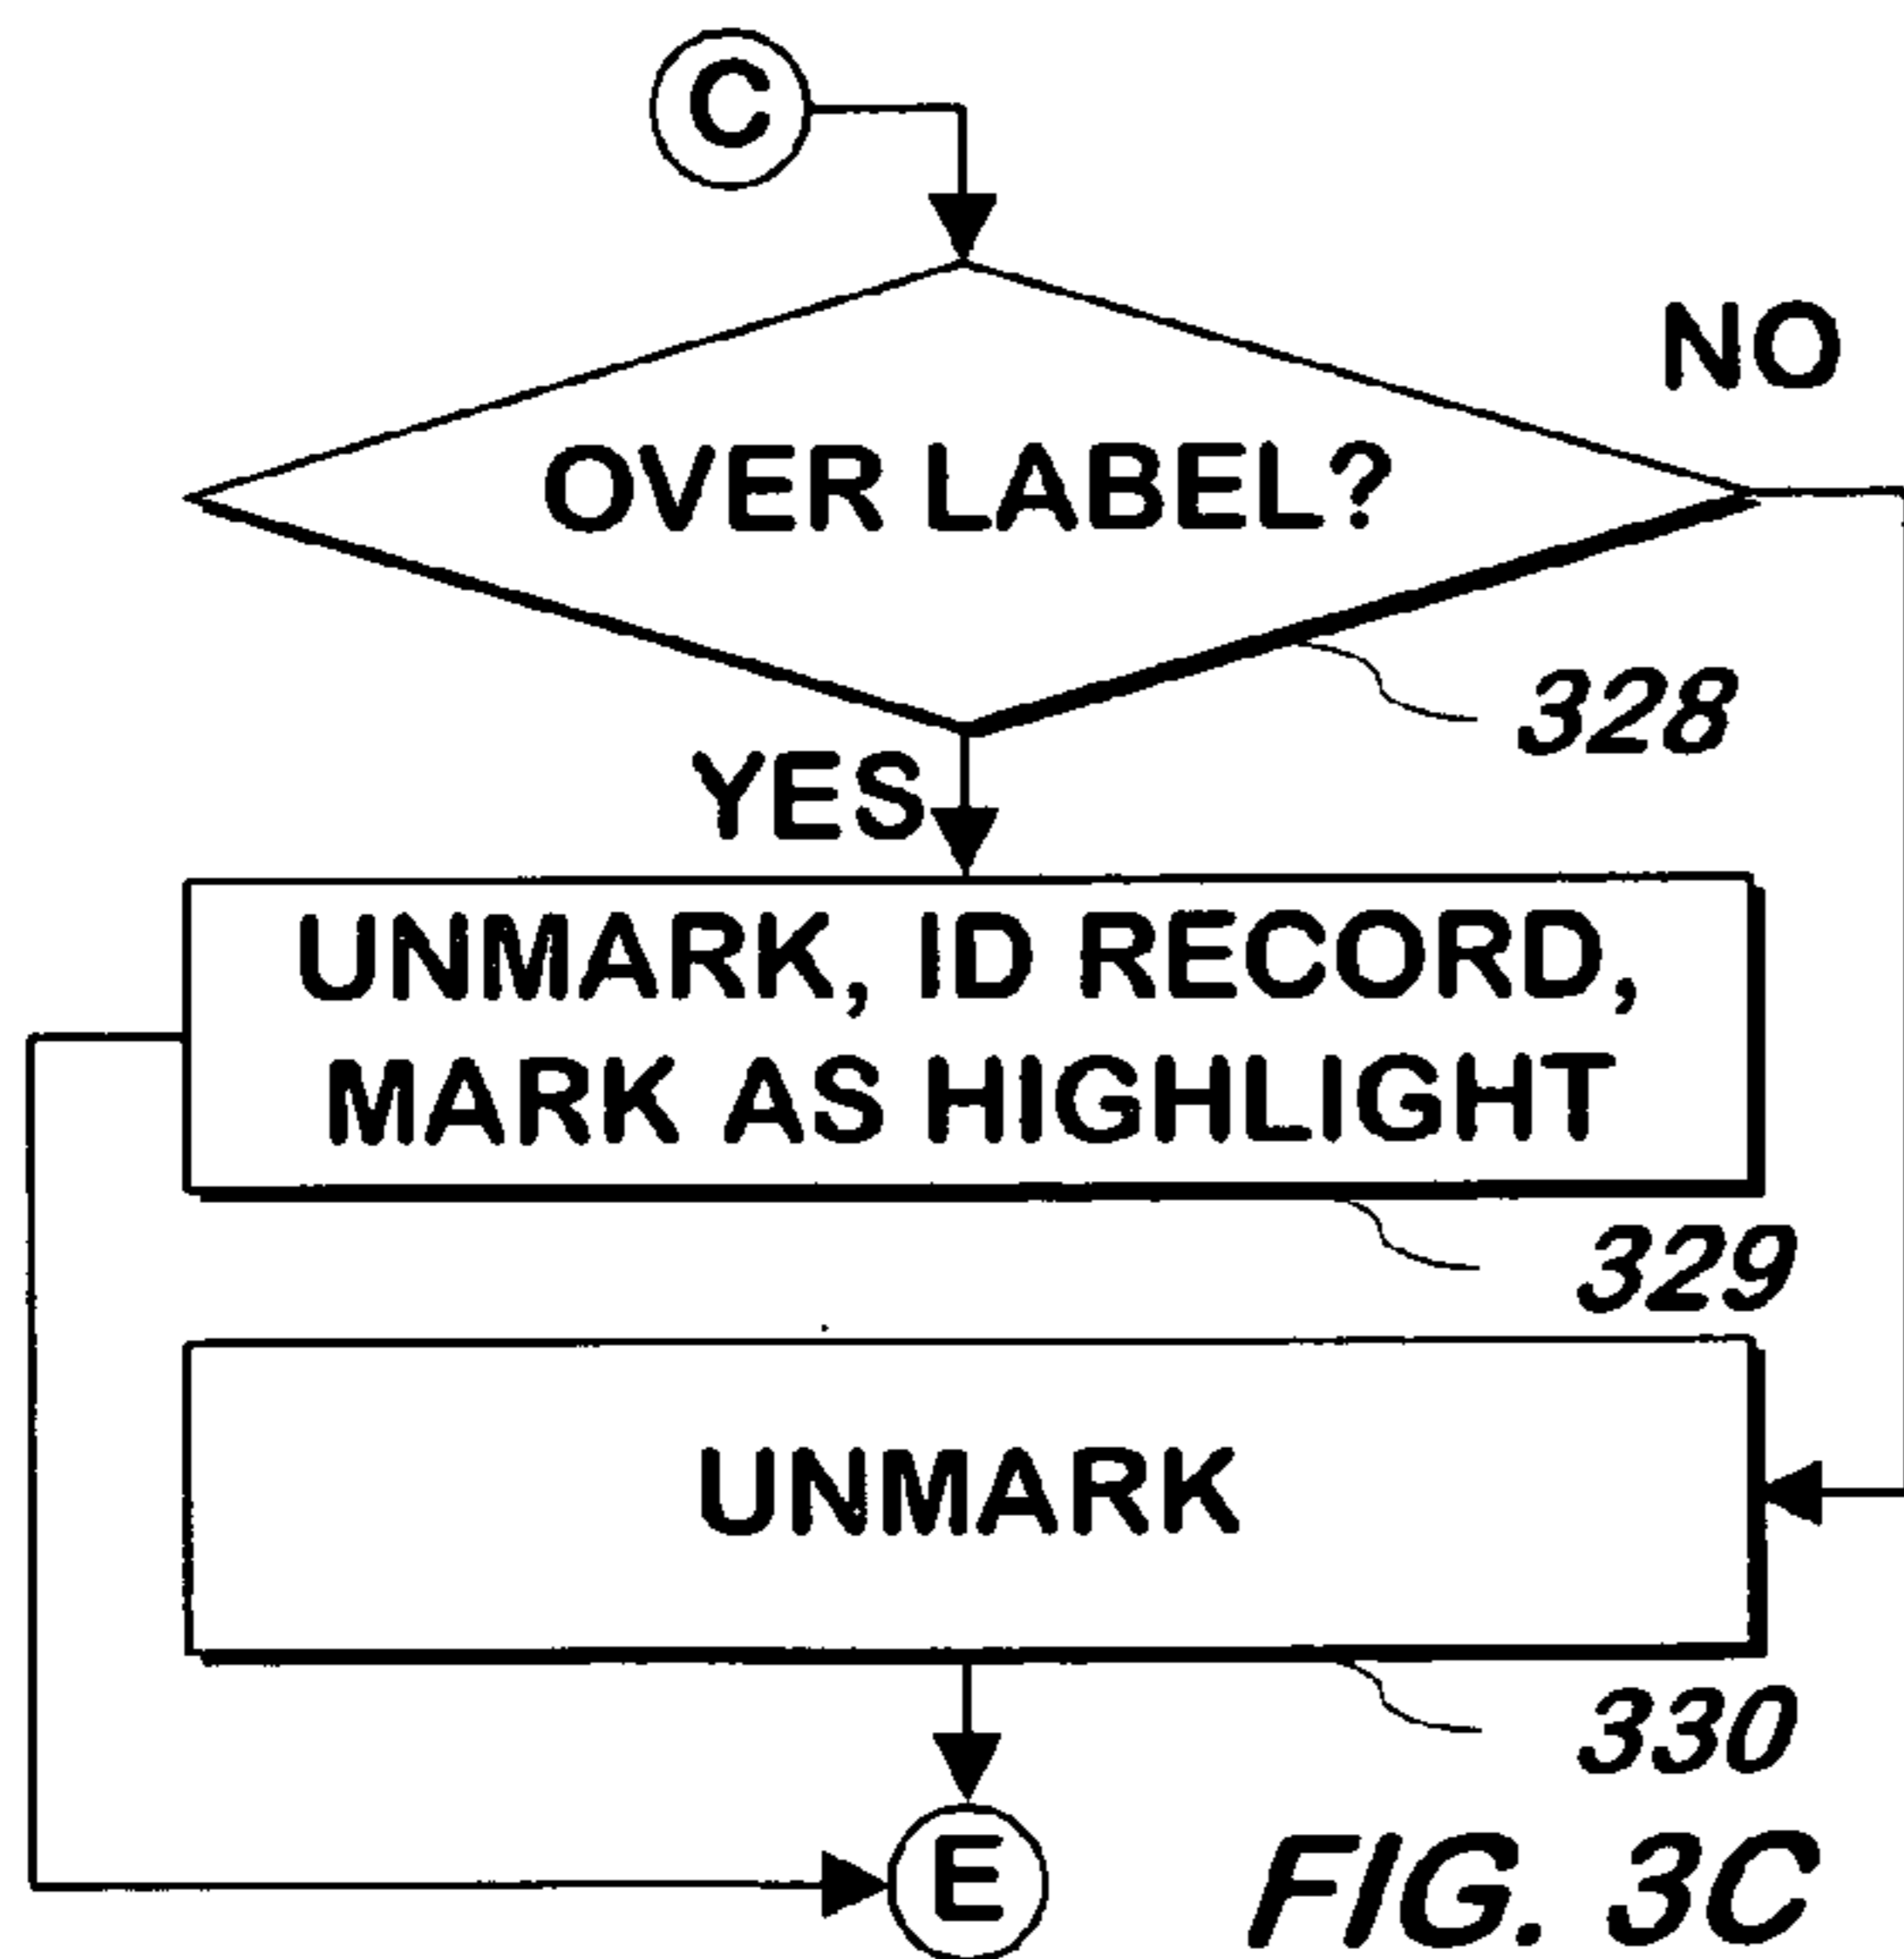 C
NO
OVER LABEL?
328
YES
UNMARK, ID RECORD,
MARK AS HIGHLIGHT
329
UNMARK
330
E
FIG. 3C